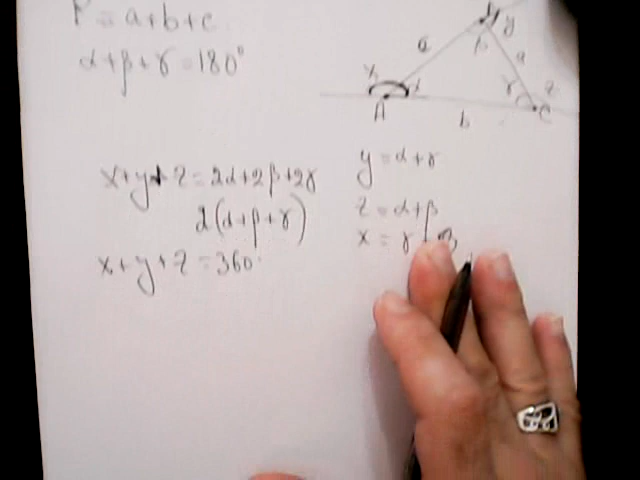 P = a+b+c
α+β+γ = 180°
x+y+z = 2α+2β+2γ
2(α+β+γ)
x+y+z = 360°
B
y
β
a
x
α
γ
z
A
b
C
y = α+γ
z = α+β
x = γ+β